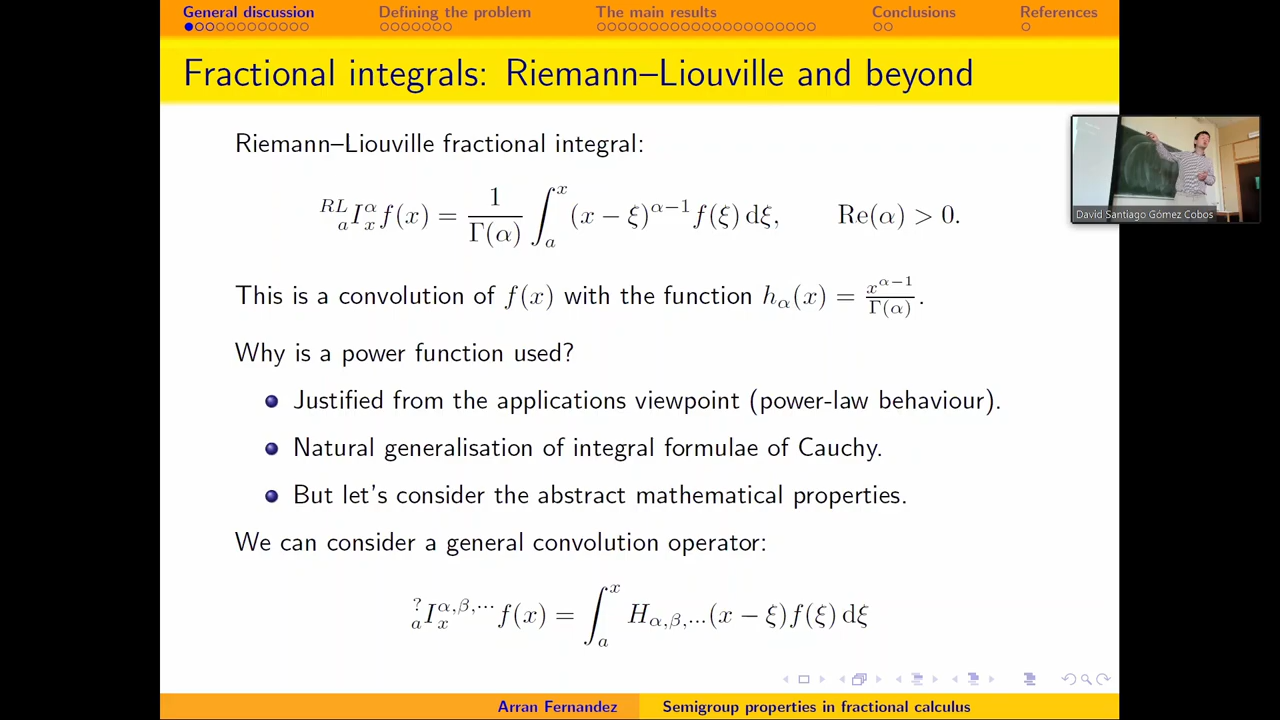 General discussion Defining the problem The main results Conclusions References
Fractional integrals: Riemann–Liouville and beyond
Riemann–Liouville fractional integral:
$^{RL}_{\ \ a}I^{\alpha}_{x} f(x) = \frac{1}{\Gamma(\alpha)} \int_a^x (x-\xi)^{\alpha-1} f(\xi)\,\mathrm{d}\xi, \qquad \mathrm{Re}(\alpha) > 0.$
This is a convolution of $f(x)$ with the function $h_\alpha(x) = \frac{x^{\alpha-1}}{\Gamma(\alpha)}$.
Why is a power function used?
Justified from the applications viewpoint (power-law behaviour).
Natural generalisation of integral formulae of Cauchy.
But let's consider the abstract mathematical properties.
We can consider a general convolution operator:
$^{?}_{a}I^{\alpha,\beta,\cdots}_{x} f(x) = \int_a^x H_{\alpha,\beta,\ldots}(x-\xi) f(\xi)\,\mathrm{d}\xi$
Arran Fernandez Semigroup properties in fractional calculus
David Santiago Gómez Cobos